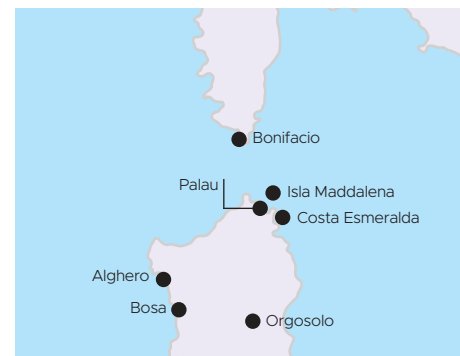 Bonifacio
Palau
Isla Maddalena
Costa Esmeralda
Alghero
Bosa
Orgosolo